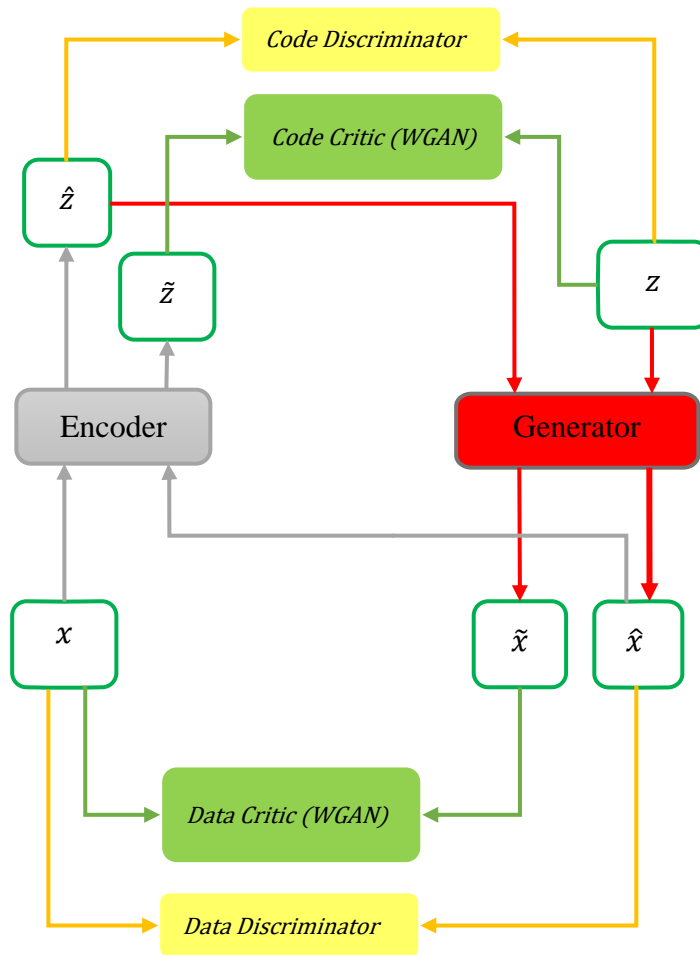 Code Discriminator
Code Critic (WGAN)
ẑ
z̃
z
Encoder
Generator
x
x̃
x̂
Data Critic (WGAN)
Data Discriminator